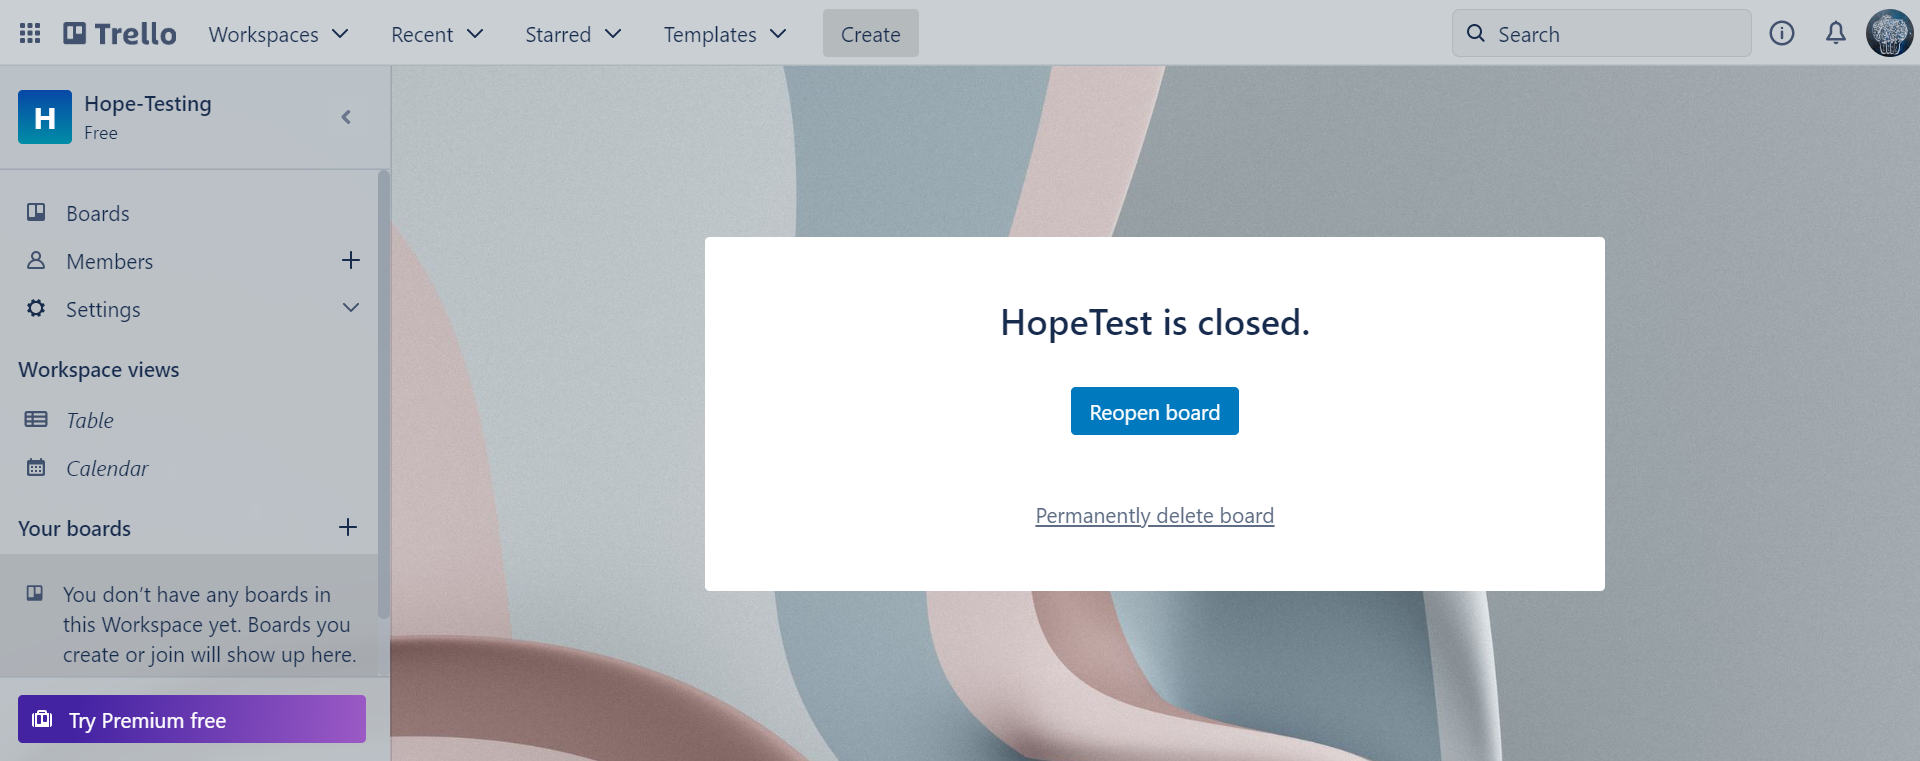 Trello
Workspaces
Recent
Starred
Templates
Create
Search
H
Hope-Testing
Free
Boards
Members
Settings
Workspace views
Table
Calendar
Your boards
You don’t have any boards in
this Workspace yet. Boards you
create or join will show up here.
Try Premium free
HopeTest is closed.
Reopen board
Permanently delete board